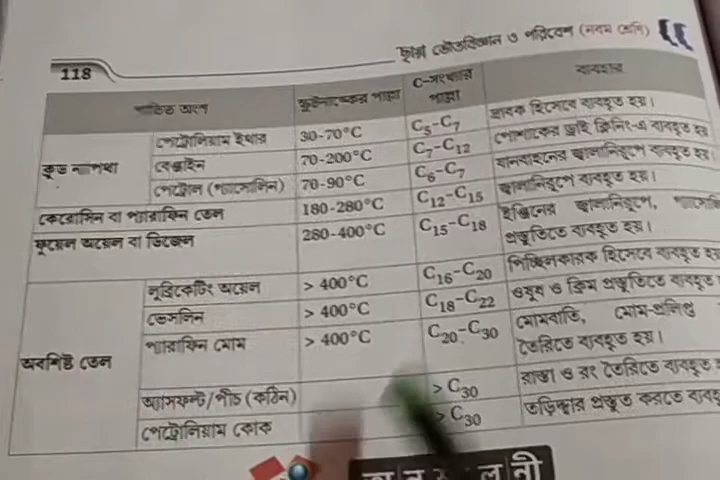 ছায়া ভৌতবিজ্ঞান ও পরিবেশ (নবম শ্রেণি)
118
পাতিত অংশ স্ফুটনাঙ্কের পাল্লা C-সংখ্যার পাল্লা ব্যবহার
ক্রুড ন্যাপথা পেট্রোলিয়াম ইথার 30-70°C C₅-C₇ দ্রাবক হিসেবে ব্যবহৃত হয়।
বেঞ্জাইন 70-200°C C₇-C₁₂ পোশাকের ড্রাই ক্লিনিং-এ ব্যবহৃত হয়
পেট্রোল (গ্যাসোলিন) 70-90°C C₆-C₇ যানবাহনের জ্বালানিরূপে ব্যবহৃত হয়।
কেরোসিন বা প্যারাফিন তেল 180-280°C C₁₂-C₁₅ জ্বালানিরূপে ব্যবহৃত হয়।
ফুয়েল অয়েল বা ডিজেল 280-400°C C₁₅-C₁₈ ইঞ্জিনের জ্বালানিরূপে,
প্রস্তুতিতে ব্যবহৃত হয়।
অবশিষ্ট তেল লুব্রিকেটিং অয়েল > 400°C C₁₆-C₂₀ পিচ্ছিলকারক হিসেবে ব্যবহৃত হয়
ভেসলিন > 400°C C₁₈-C₂₂ ওষুধ ও ক্রিম প্রস্তুতিতে ব্যবহৃত
প্যারাফিন মোম > 400°C C₂₀-C₃₀ মোমবাতি, মোম-প্রলিপ্ত
তৈরিতে ব্যবহৃত হয়।
অ্যাসফল্ট/পীচ (কঠিন) > C₃₀ রাস্তা ও রং তৈরিতে ব্যবহৃত
পেট্রোলিয়াম কোক > C₃₀ তড়িদ্দ্বার প্রস্তুত করতে